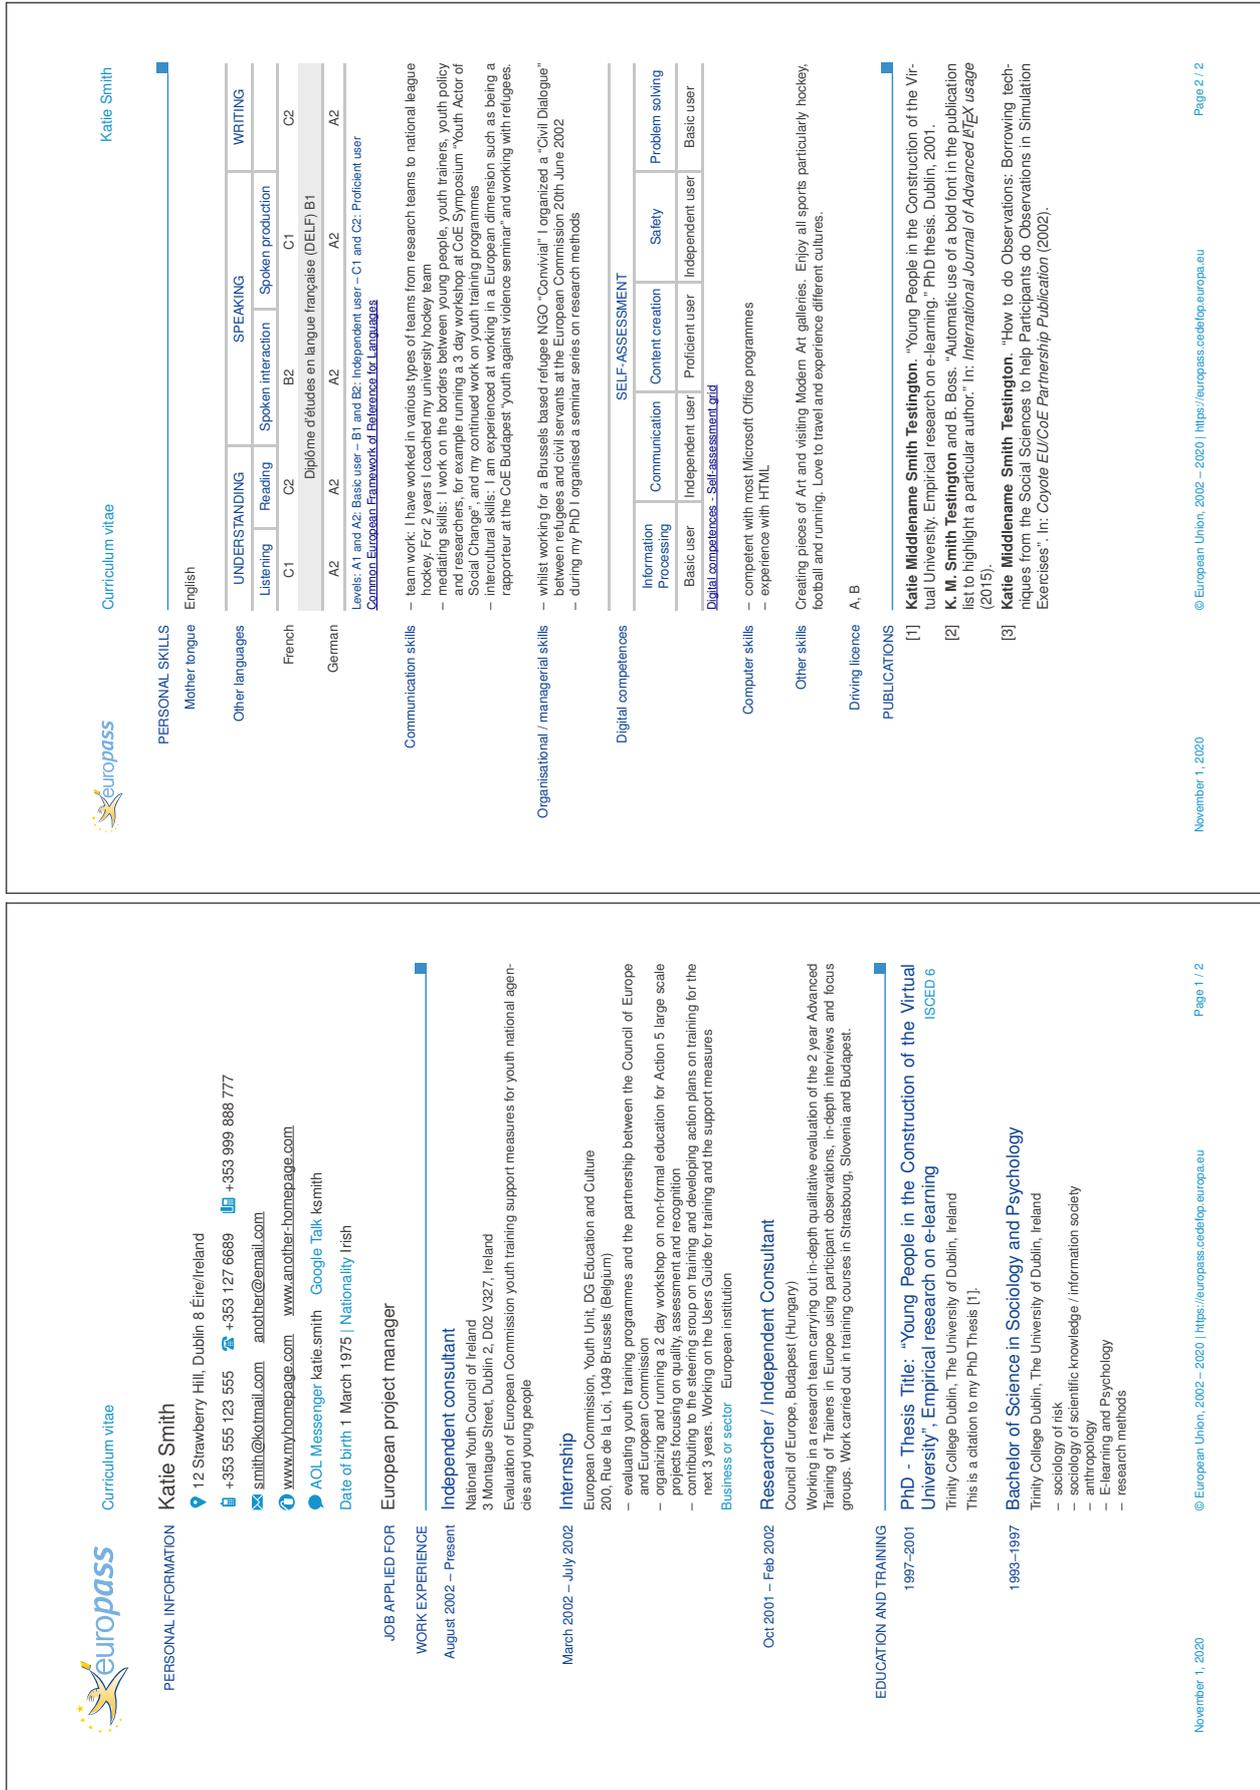 europass
Curriculum vitae
PERSONAL INFORMATION
Katie Smith
12 Strawberry Hill, Dublin 8 Éire/Ireland
+353 555 123 555 +353 127 6689 +353 999 888 777
smith@kotmail.com another@email.com
www.myhomepage.com www.another-homepage.com
AOL Messenger katie.smith Google Talk ksmith
Date of birth 1 March 1975 | Nationality Irish
JOB APPLIED FOR European project manager
WORK EXPERIENCE
August 2002 – Present Independent consultant
National Youth Council of Ireland
3 Montague Street, Dublin 2, D02 V327, Ireland
Evaluation of European Commission youth training support measures for youth national agen-
cies and young people
March 2002 – July 2002 Internship
European Commission, Youth Unit, DG Education and Culture
200, Rue de la Loi, 1049 Brussels (Belgium)
– evaluating youth training programmes and the partnership between the Council of Europe
and European Commission
– organizing and running a 2 day workshop on non-formal education for Action 5 large scale
projects focusing on quality, assessment and recognition
– contributing to the steering sroup on training and developing action plans on training for the
next 3 years. Working on the Users Guide for training and the support measures
Business or sector European institution
Oct 2001 – Feb 2002 Researcher / Independent Consultant
Council of Europe, Budapest (Hungary)
Working in a research team carrying out in-depth qualitative evaluation of the 2 year Advanced
Training of Trainers in Europe using participant observations, in-depth interviews and focus
groups. Work carried out in training courses in Strasbourg, Slovenia and Budapest.
EDUCATION AND TRAINING
1997–2001 PhD - Thesis Title: “Young People in the Construction of the Virtual
University”, Empirical research on e-learning ISCED 6
Trinity College Dublin, The University of Dublin, Ireland
This is a citation to my PhD Thesis [1].
1993–1997 Bachelor of Science in Sociology and Psychology
Trinity College Dublin, The University of Dublin, Ireland
– sociology of risk
– sociology of scientific knowledge / information society
– anthropology
– E-learning and Psychology
– research methods
November 1, 2020 © European Union, 2002 – 2020 | https://europass.cedefop.europa.eu Page 1 / 2
europass
Curriculum vitae Katie Smith
PERSONAL SKILLS
Mother tongue English
Other languages UNDERSTANDING SPEAKING WRITING
Listening Reading Spoken interaction Spoken production
French C1 C2 B2 C1 C2
Diplôme d'études en langue française (DELF) B1
German A2 A2 A2 A2 A2
Levels: A1 and A2: Basic user – B1 and B2: Independent user – C1 and C2: Proficient user
Common European Framework of Reference for Languages
Communication skills – team work: I have worked in various types of teams from research teams to national league
hockey. For 2 years I coached my university hockey team
– mediating skills: I work on the borders between young people, youth trainers, youth policy
and researchers, for example running a 3 day workshop at CoE Symposium “Youth Actor of
Social Change”, and my continued work on youth training programmes
– intercultural skills: I am experienced at working in a European dimension such as being a
rapporteur at the CoE Budapest “youth against violence seminar” and working with refugees.
Organisational / managerial skills – whilst working for a Brussels based refugee NGO “Convivial” I organized a “Civil Dialogue”
between refugees and civil servants at the European Commission 20th June 2002
– during my PhD I organised a seminar series on research methods
Digital competences SELF-ASSESSMENT
Information
Processing Communication Content creation Safety Problem solving
Basic user Independent user Proficient user Independent user Basic user
Digital competences - Self-assessment grid
Computer skills – competent with most Microsoft Office programmes
– experience with HTML
Other skills Creating pieces of Art and visiting Modern Art galleries. Enjoy all sports particularly hockey,
football and running. Love to travel and experience different cultures.
Driving licence A, B
PUBLICATIONS
[1] Katie Middlename Smith Testington. “Young People in the Construction of the Vir-
tual University. Empirical research on e-learning.” PhD thesis. Dublin, 2001.
[2] K. M. Smith Testington and B. Boss. “Automatic use of a bold font in the publication
list to highlight a particular author.” In: International Journal of Advanced LATEX usage
(2015).
[3] Katie Middlename Smith Testington. “How to do Observations: Borrowing tech-
niques from the Social Sciences to help Participants do Observations in Simulation
Exercises”. In: Coyote EU/CoE Partnership Publication (2002).
November 1, 2020 © European Union, 2002 – 2020 | https://europass.cedefop.europa.eu Page 2 / 2